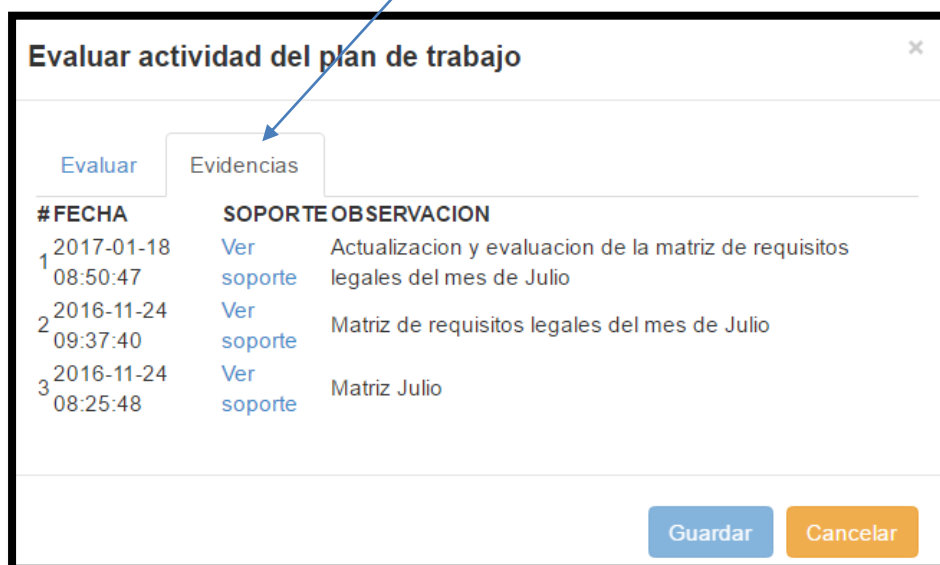 Evaluar actividad del plan de trabajo
×
Evaluar Evidencias
# FECHA SOPORTE OBSERVACION
1 2017-01-18 08:50:47 Ver soporte Actualizacion y evaluacion de la matriz de requisitos legales del mes de Julio
2 2016-11-24 09:37:40 Ver soporte Matriz de requisitos legales del mes de Julio
3 2016-11-24 08:25:48 Ver soporte Matriz Julio
Guardar Cancelar